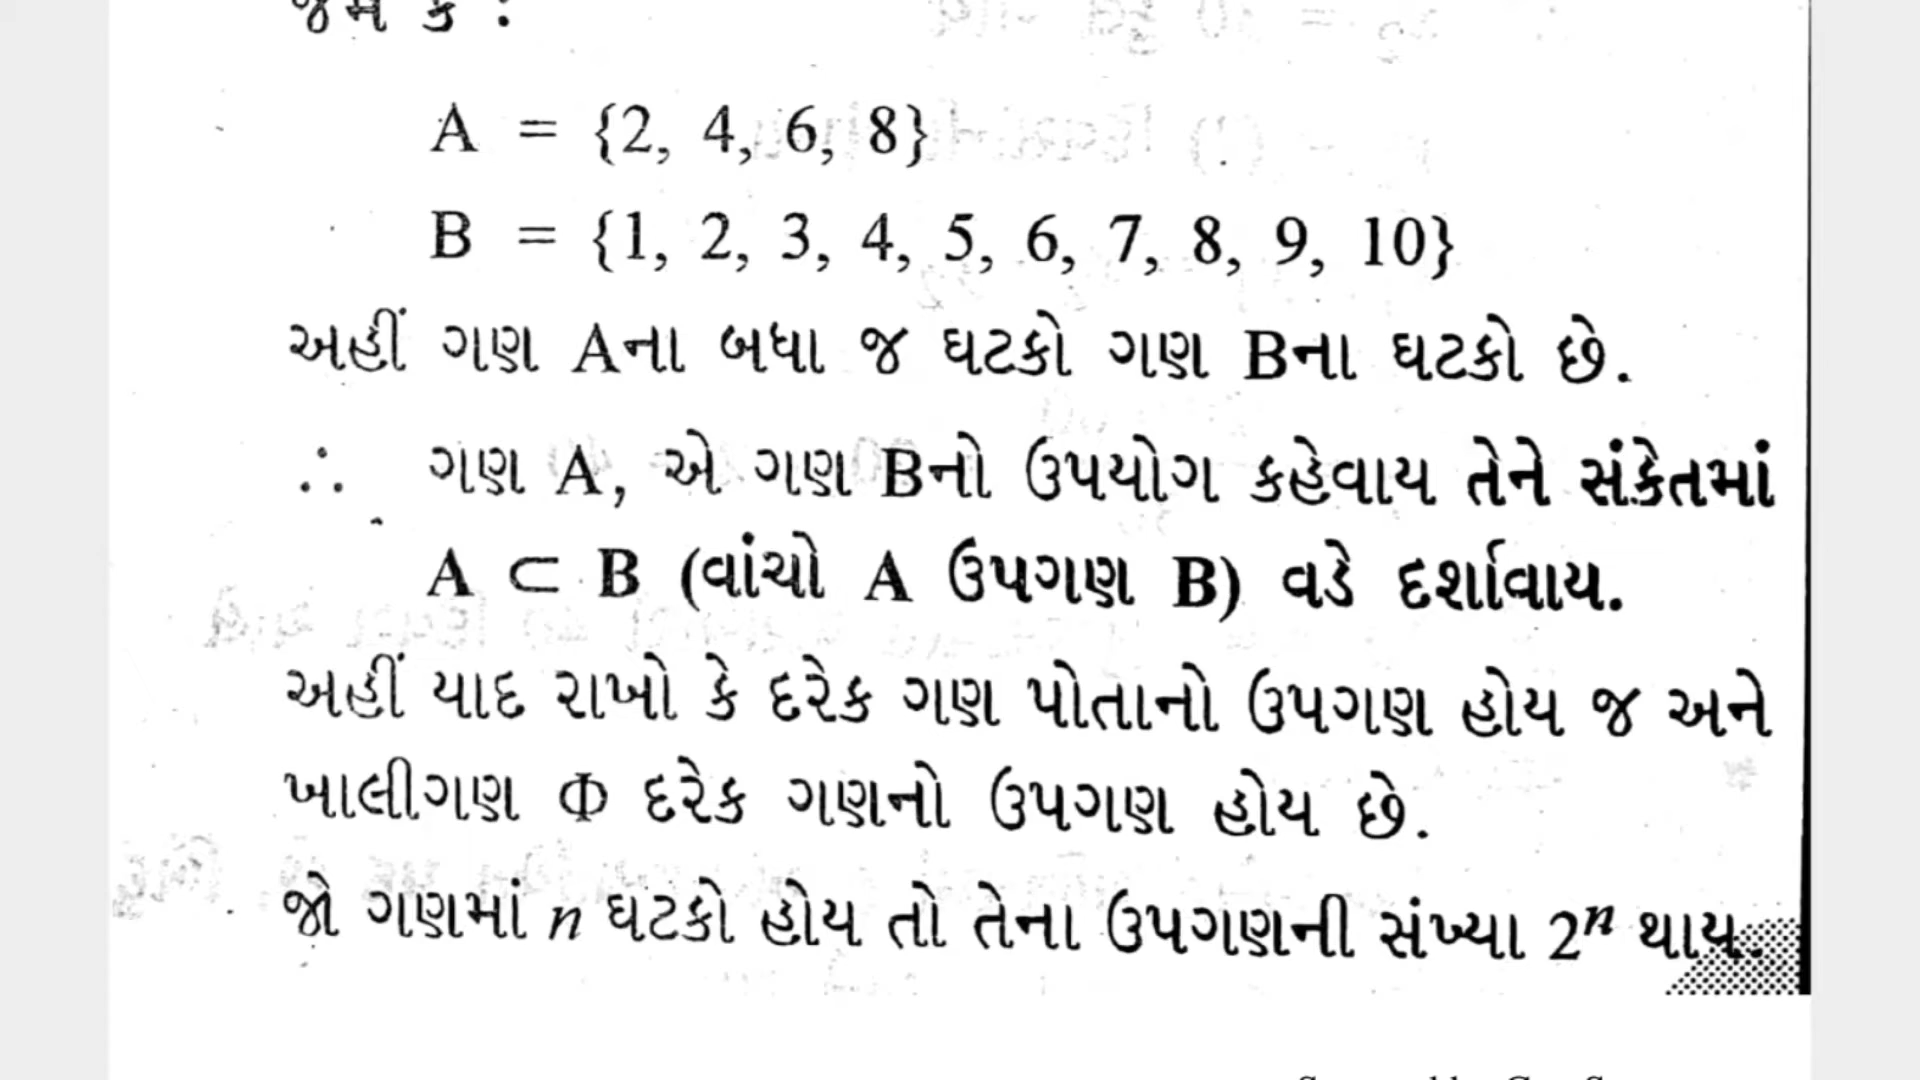 જેમ કે :
A = {2, 4, 6, 8}
B = {1, 2, 3, 4, 5, 6, 7, 8, 9, 10}
અહીં ગણ Aના બધા જ ઘટકો ગણ Bના ઘટકો છે.
∴ ગણ A, એ ગણ Bનો ઉપયોગ કહેવાય તેને સંકેતમાં
A ⊂ B (વાંચો A ઉપગણ B) વડે દર્શાવાય.
અહીં યાદ રાખો કે દરેક ગણ પોતાનો ઉપગણ હોય જ અને
ખાલીગણ Φ દરેક ગણનો ઉપગણ હોય છે.
જો ગણમાં n ઘટકો હોય તો તેના ઉપગણની સંખ્યા 2ⁿ થાય.